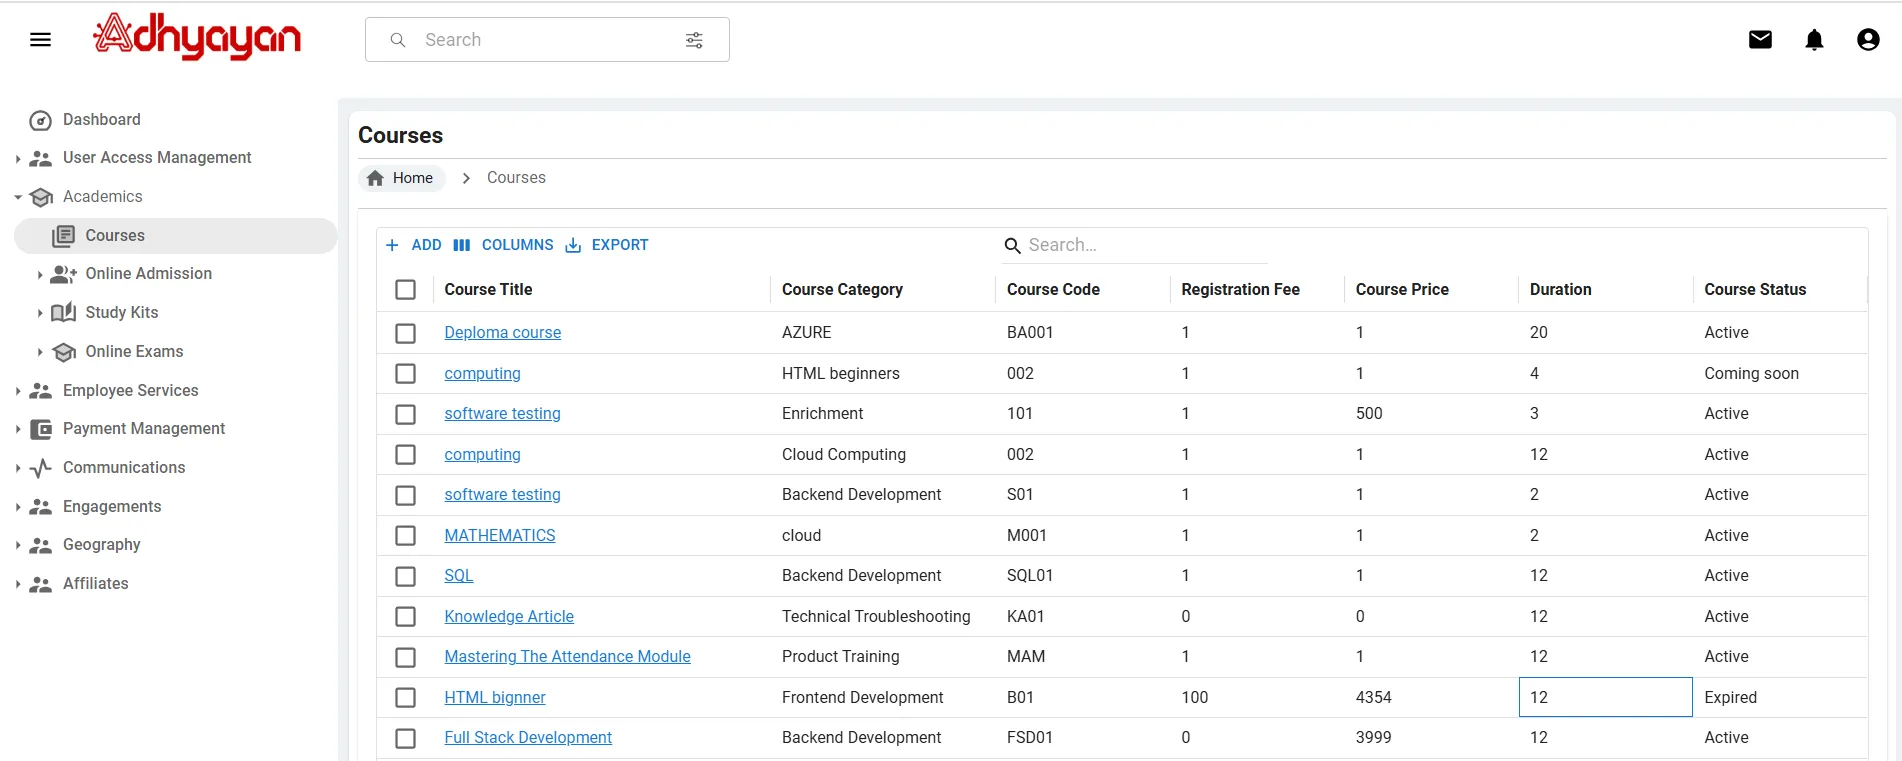 Adhyayan
Search
Dashboard
User Access Management
Academics
Courses
Online Admission
Study Kits
Online Exams
Employee Services
Payment Management
Communications
Engagements
Geography
Affiliates
Courses
Home > Courses
+ ADD COLUMNS EXPORT Search...
Course Title Course Category Course Code Registration Fee Course Price Duration Course Status
Deploma course AZURE BA001 1 1 20 Active
computing HTML beginners 002 1 1 4 Coming soon
software testing Enrichment 101 1 500 3 Active
computing Cloud Computing 002 1 1 12 Active
software testing Backend Development S01 1 1 2 Active
MATHEMATICS cloud M001 1 1 2 Active
SQL Backend Development SQL01 1 1 12 Active
Knowledge Article Technical Troubleshooting KA01 0 0 12 Active
Mastering The Attendance Module Product Training MAM 1 1 12 Active
HTML bignner Frontend Development B01 100 4354 12 Expired
Full Stack Development Backend Development FSD01 0 3999 12 Active